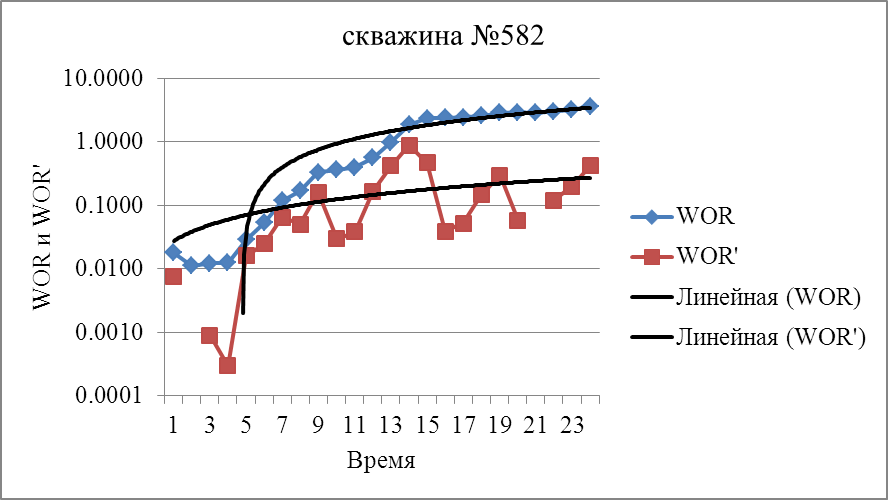 скважина №582
10.0000
1.0000
0.1000
0.0100
0.0010
0.0001
WOR и WOR'
1 3 5 7 9 11 13 15 17 19 21 23
Время
WOR
WOR'
Линейная (WOR)
Линейная (WOR')